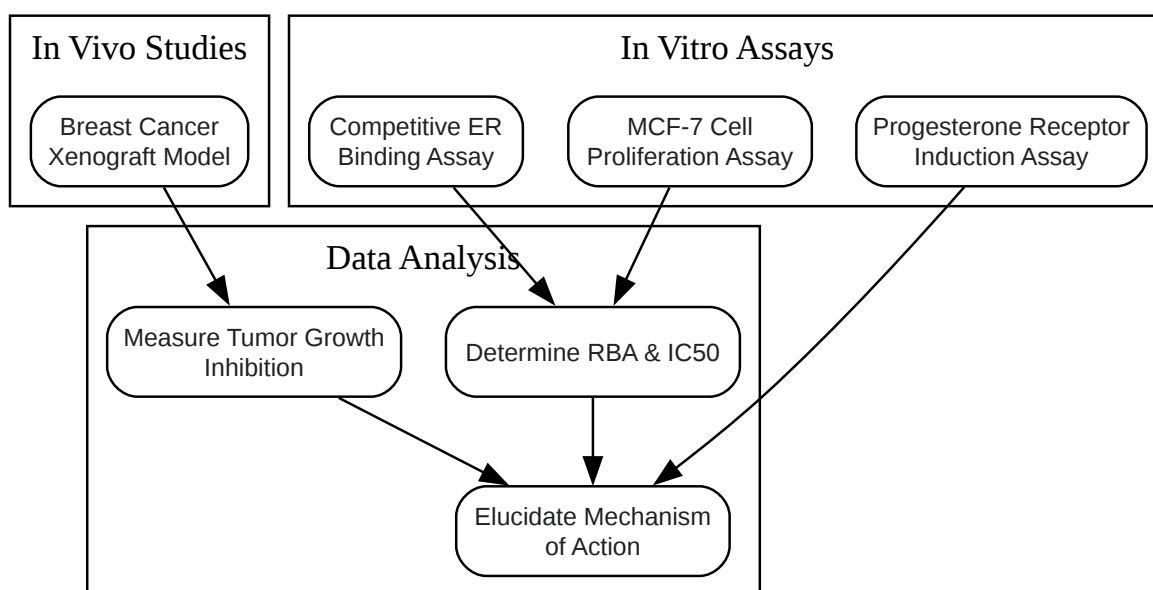 In Vivo Studies
In Vitro Assays
Breast Cancer
Xenograft Model
Competitive ER
Binding Assay
MCF-7 Cell
Proliferation Assay
Progesterone Receptor
Induction Assay
Data Analysis
Measure Tumor Growth
Inhibition
Determine RBA & IC50
Elucidate Mechanism
of Action